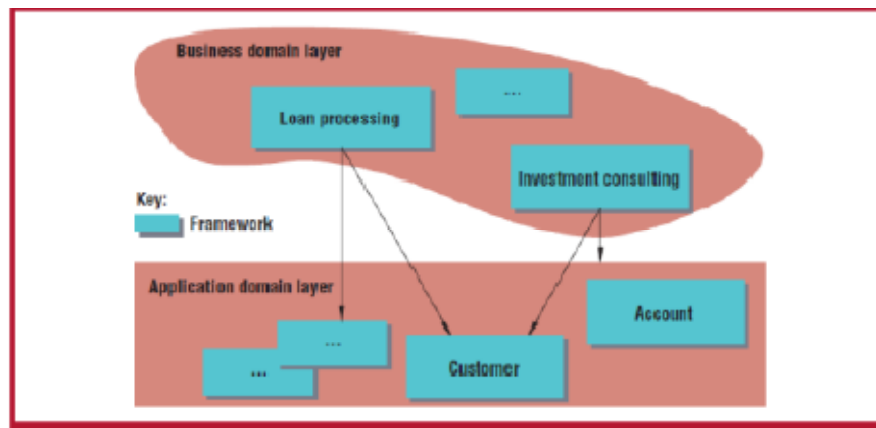 Business domain layer
....
Loan processing
Investment consulting
Key:
Framework
Application domain layer
...
...
Account
Customer